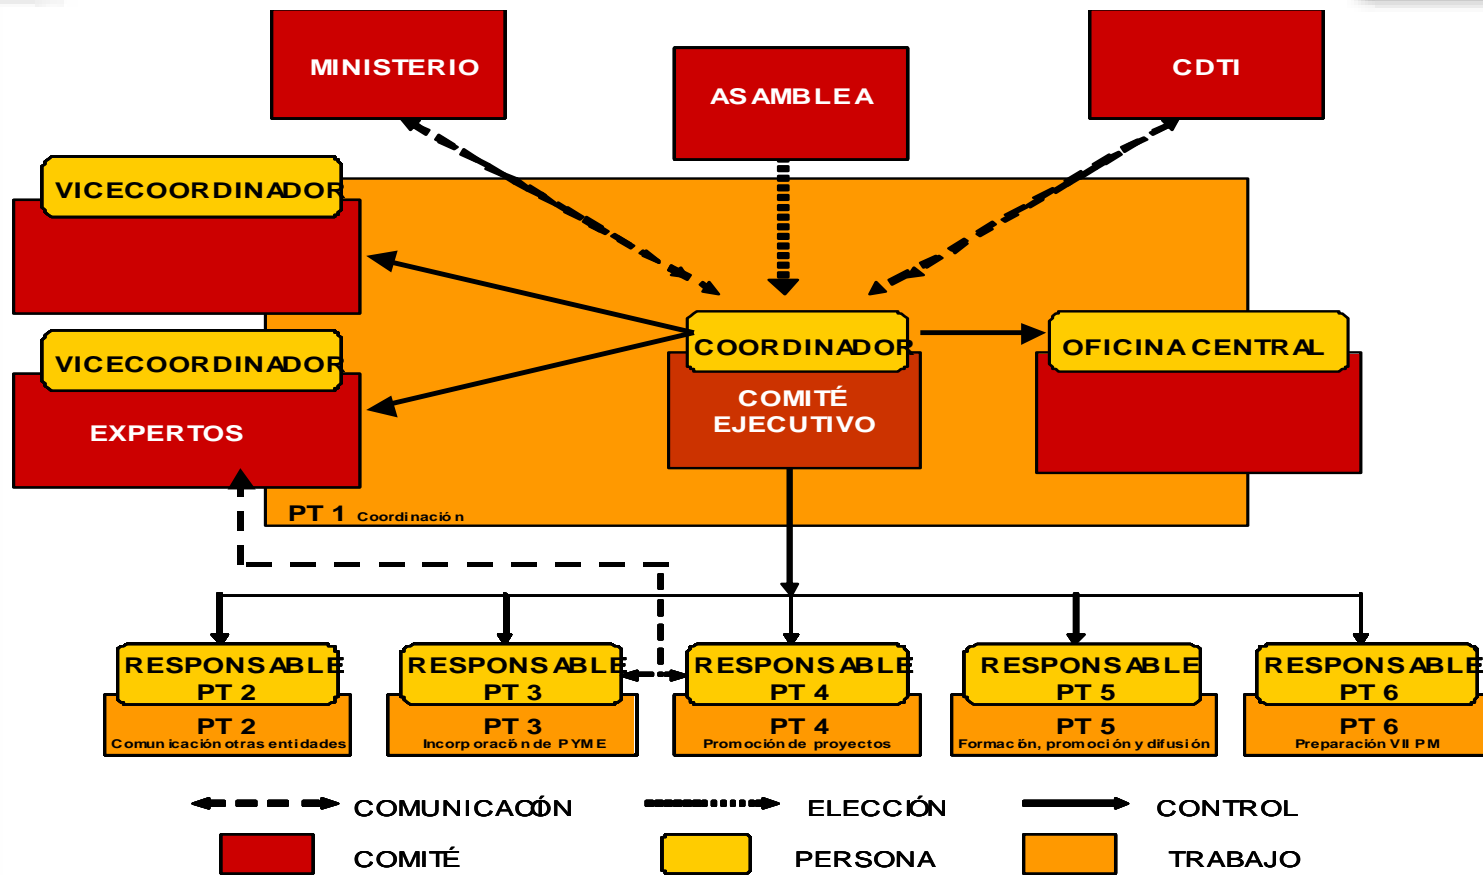 MINISTERIO
ASAMBLEA
CDTI
VICECOORDINADOR
VICECOORDINADOR
EXPERTOS
COORDINADOR
COMITÉ
EJECUTIVO
OFICINA CENTRAL
PT 1 Coordinación
RESPONSABLE
PT 2
PT 2
Comunicación otras entidades
RESPONSABLE
PT 3
PT 3
Incorporación de PYME
RESPONSABLE
PT 4
PT 4
Promoción de proyectos
RESPONSABLE
PT 5
PT 5
Formación, promoción y difusión
RESPONSABLE
PT 6
PT 6
Preparación VII PM
COMUNICACIÓN
ELECCIÓN
CONTROL
COMITÉ
PERSONA
TRABAJO